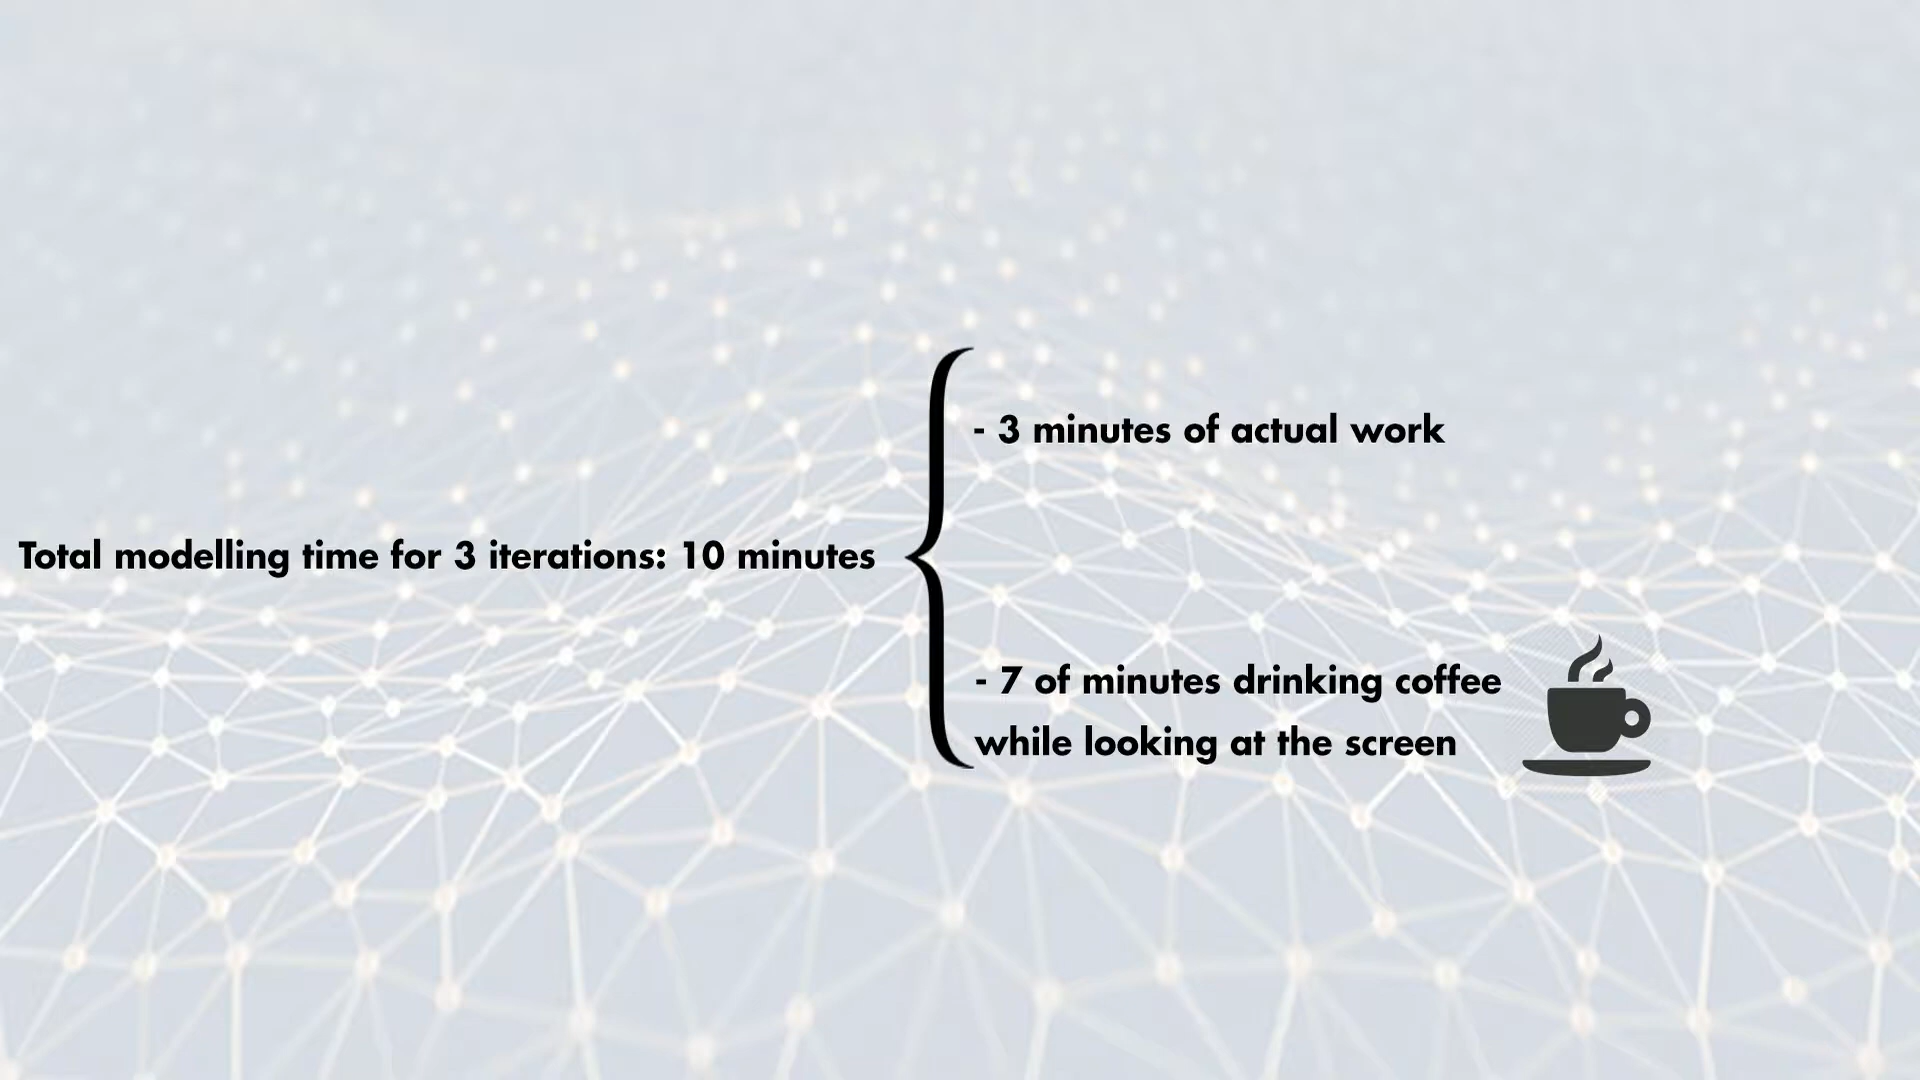 Total modelling time for 3 iterations: 10 minutes
- 3 minutes of actual work
- 7 of minutes drinking coffee
while looking at the screen